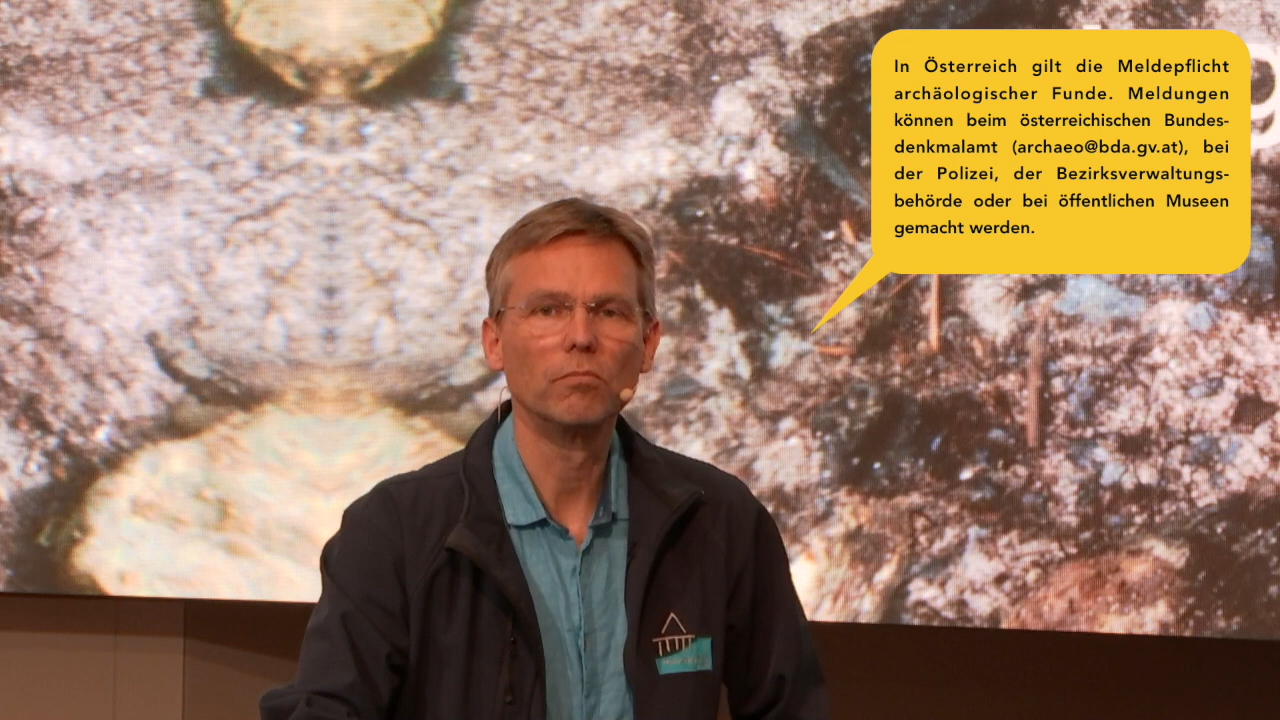 In Österreich gilt die Meldepflicht
archäologischer Funde. Meldungen
können beim österreichischen Bundes-
denkmalamt (archaeo@bda.gv.at), bei
der Polizei, der Bezirksverwaltungs-
behörde oder bei öffentlichen Museen
gemacht werden.